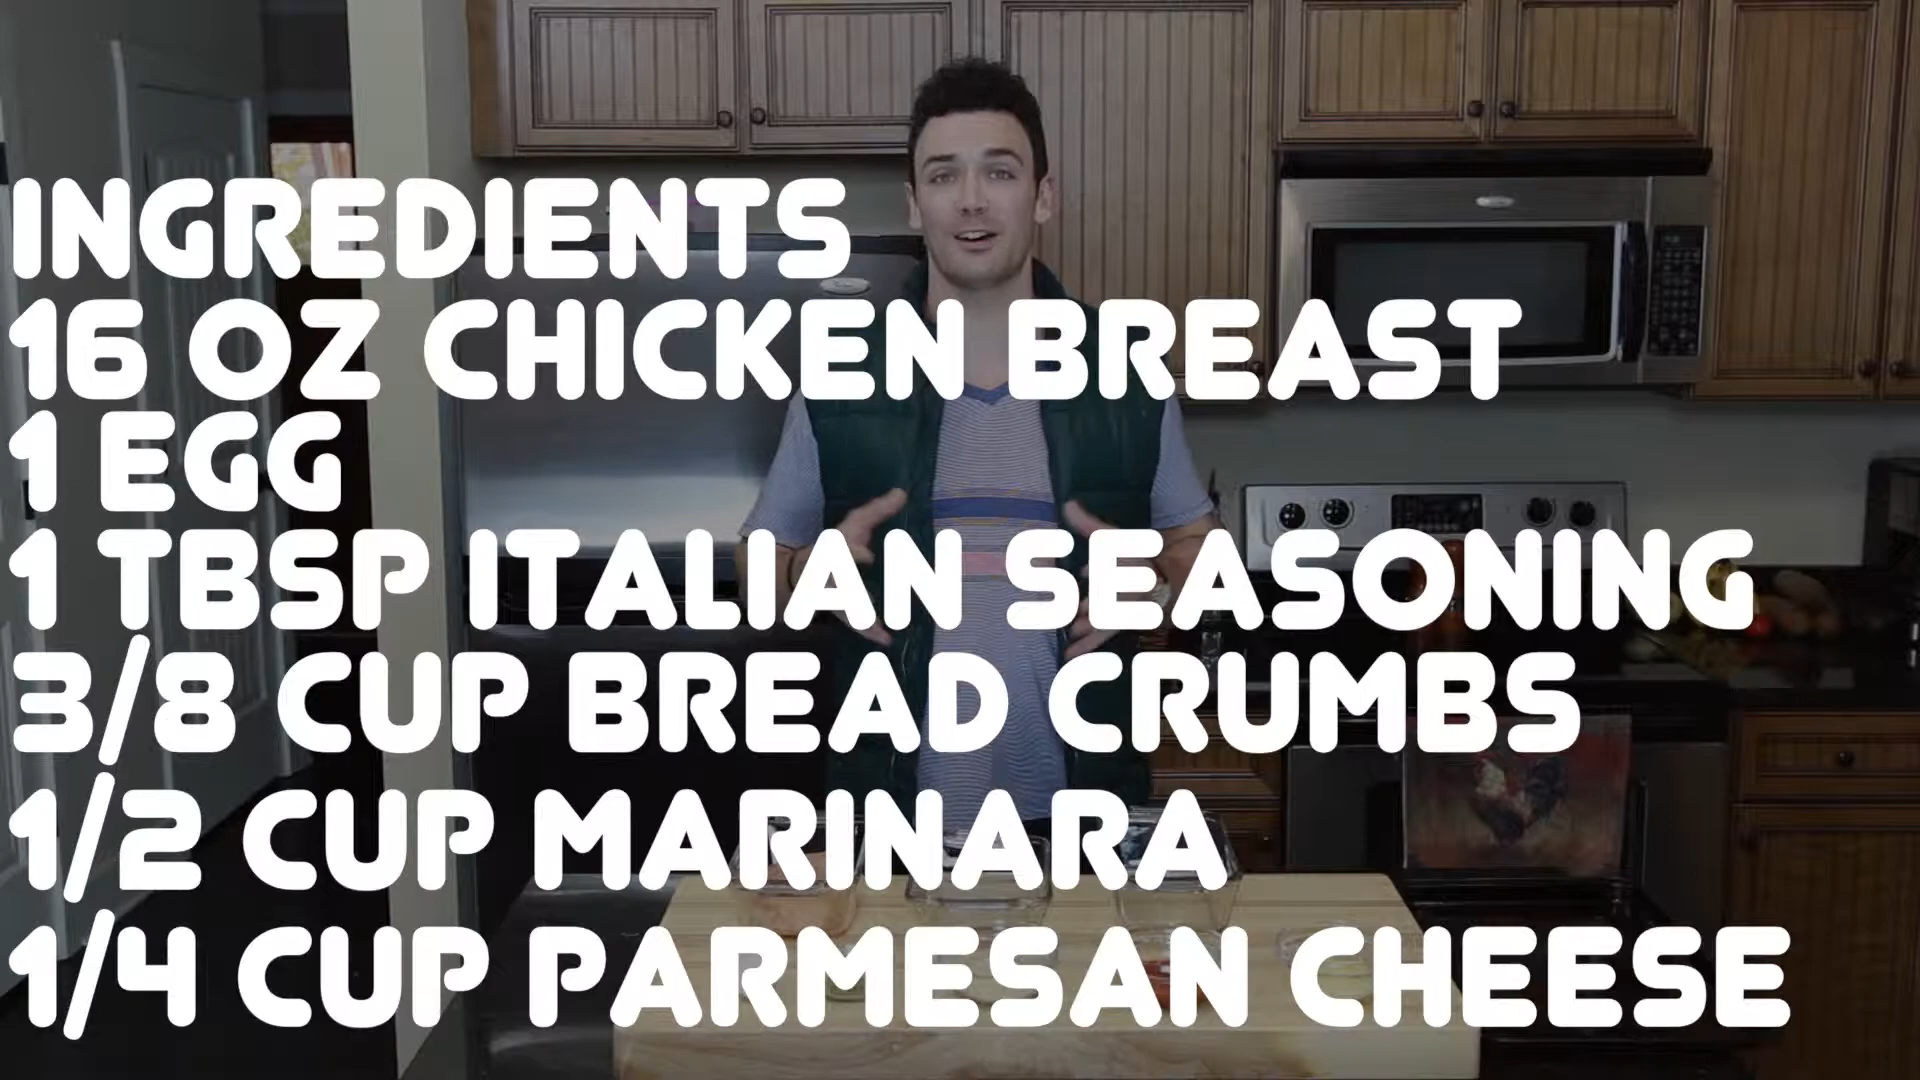 INGREDIENTS
16 OZ CHICKEN BREAST
1 EGG
1 TBSP ITALIAN SEASONING
3/8 CUP BREAD CRUMBS
1/2 CUP MARINARA
1/4 CUP PARMESAN CHEESE